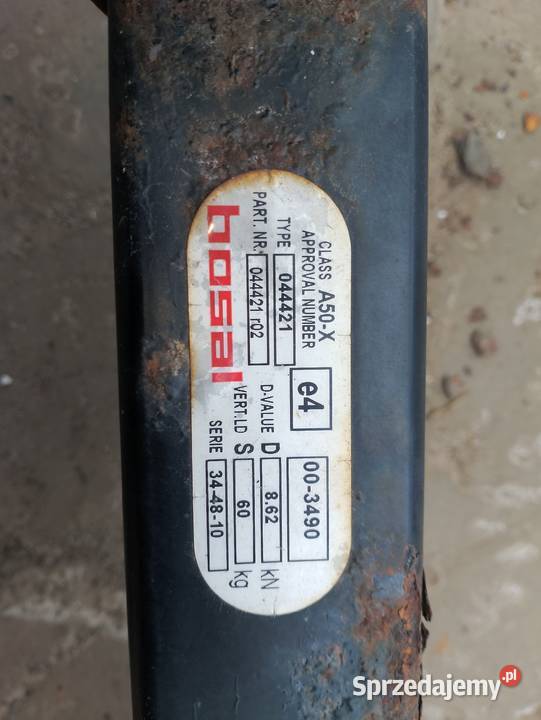 CLASS A50-X
APPROVAL NUMBER e4 00-3490
TYPE 044421 D-VALUE D 8.62 kN
PART. NR. 044421 r02 VERT.LD S 60 kg
bosal SERIE 34-48-10
Sprzedajemy.pl